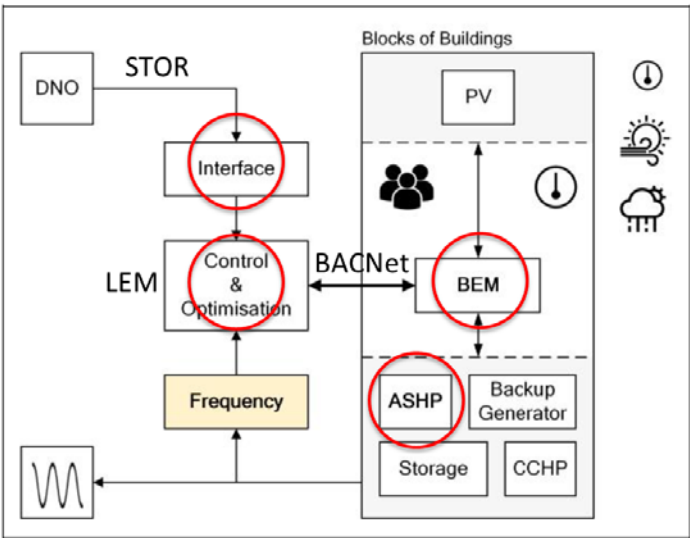 Blocks of Buildings
DNO
STOR
PV
Interface
LEM
Control
&
Optimisation
BACNet
BEM
Frequency
ASHP
Backup
Generator
Storage
CCHP